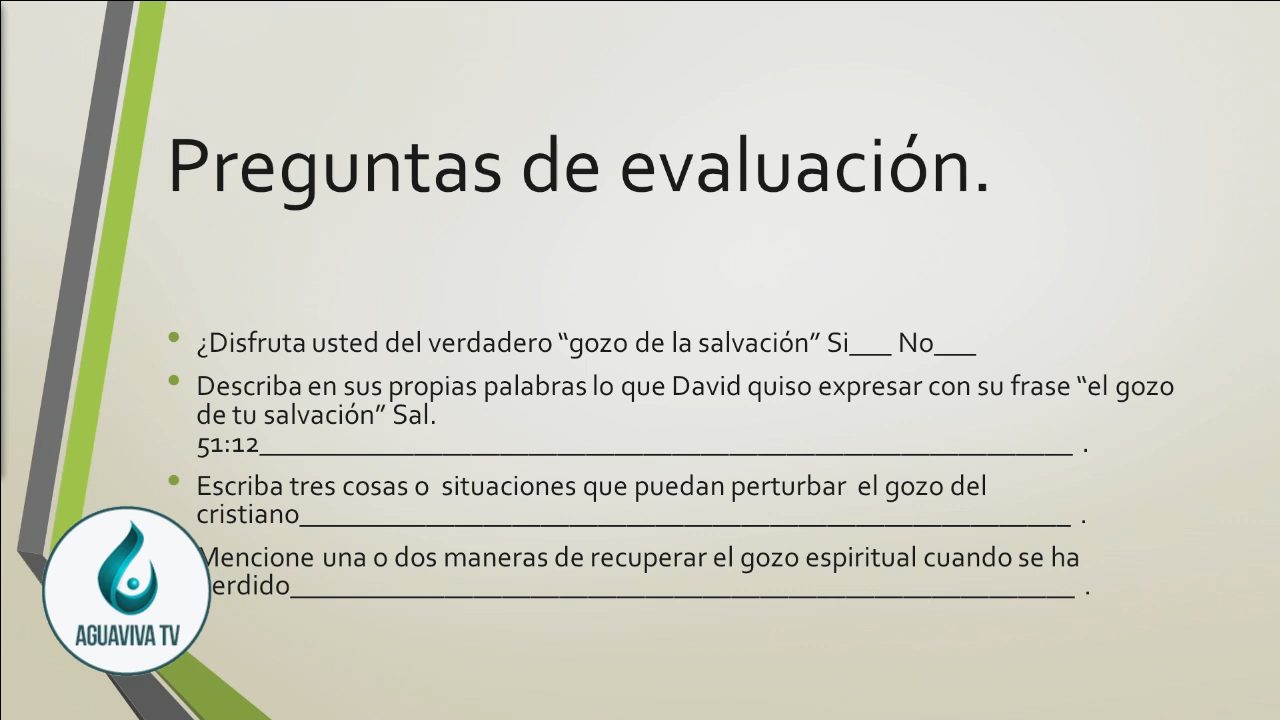 Preguntas de evaluación.
• ¿Disfruta usted del verdadero “gozo de la salvación” Si___ No___
• Describa en sus propias palabras lo que David quiso expresar con su frase “el gozo
de tu salvación” Sal.
51:12__________________________________________________________ .
• Escriba tres cosas o  situaciones que puedan perturbar  el gozo del
cristiano_______________________________________________________ .
Mencione una o dos maneras de recuperar el gozo espiritual cuando se ha
erdido________________________________________________________ .
AGUAVIVA TV